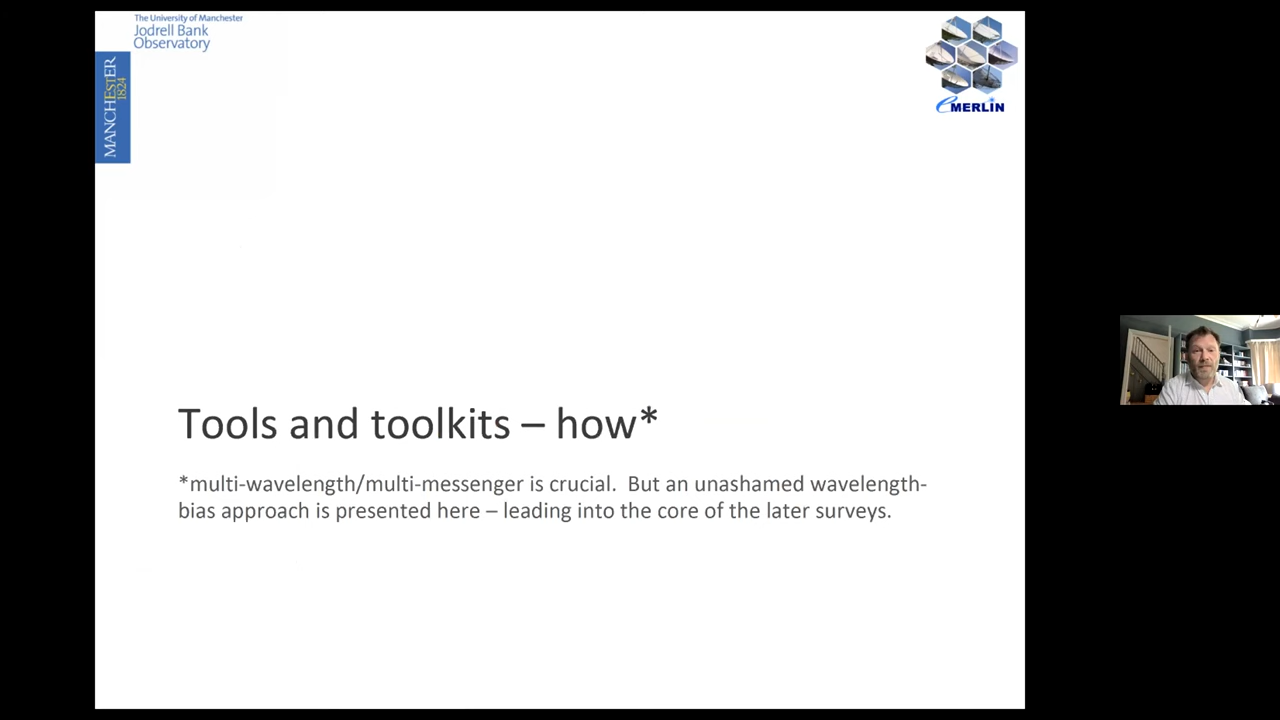 The University of Manchester
Jodrell Bank
Observatory
MANCHESTER
1824
eMERLIN
Tools and toolkits – how*
*multi-wavelength/multi-messenger is crucial.  But an unashamed wavelength-
bias approach is presented here – leading into the core of the later surveys.